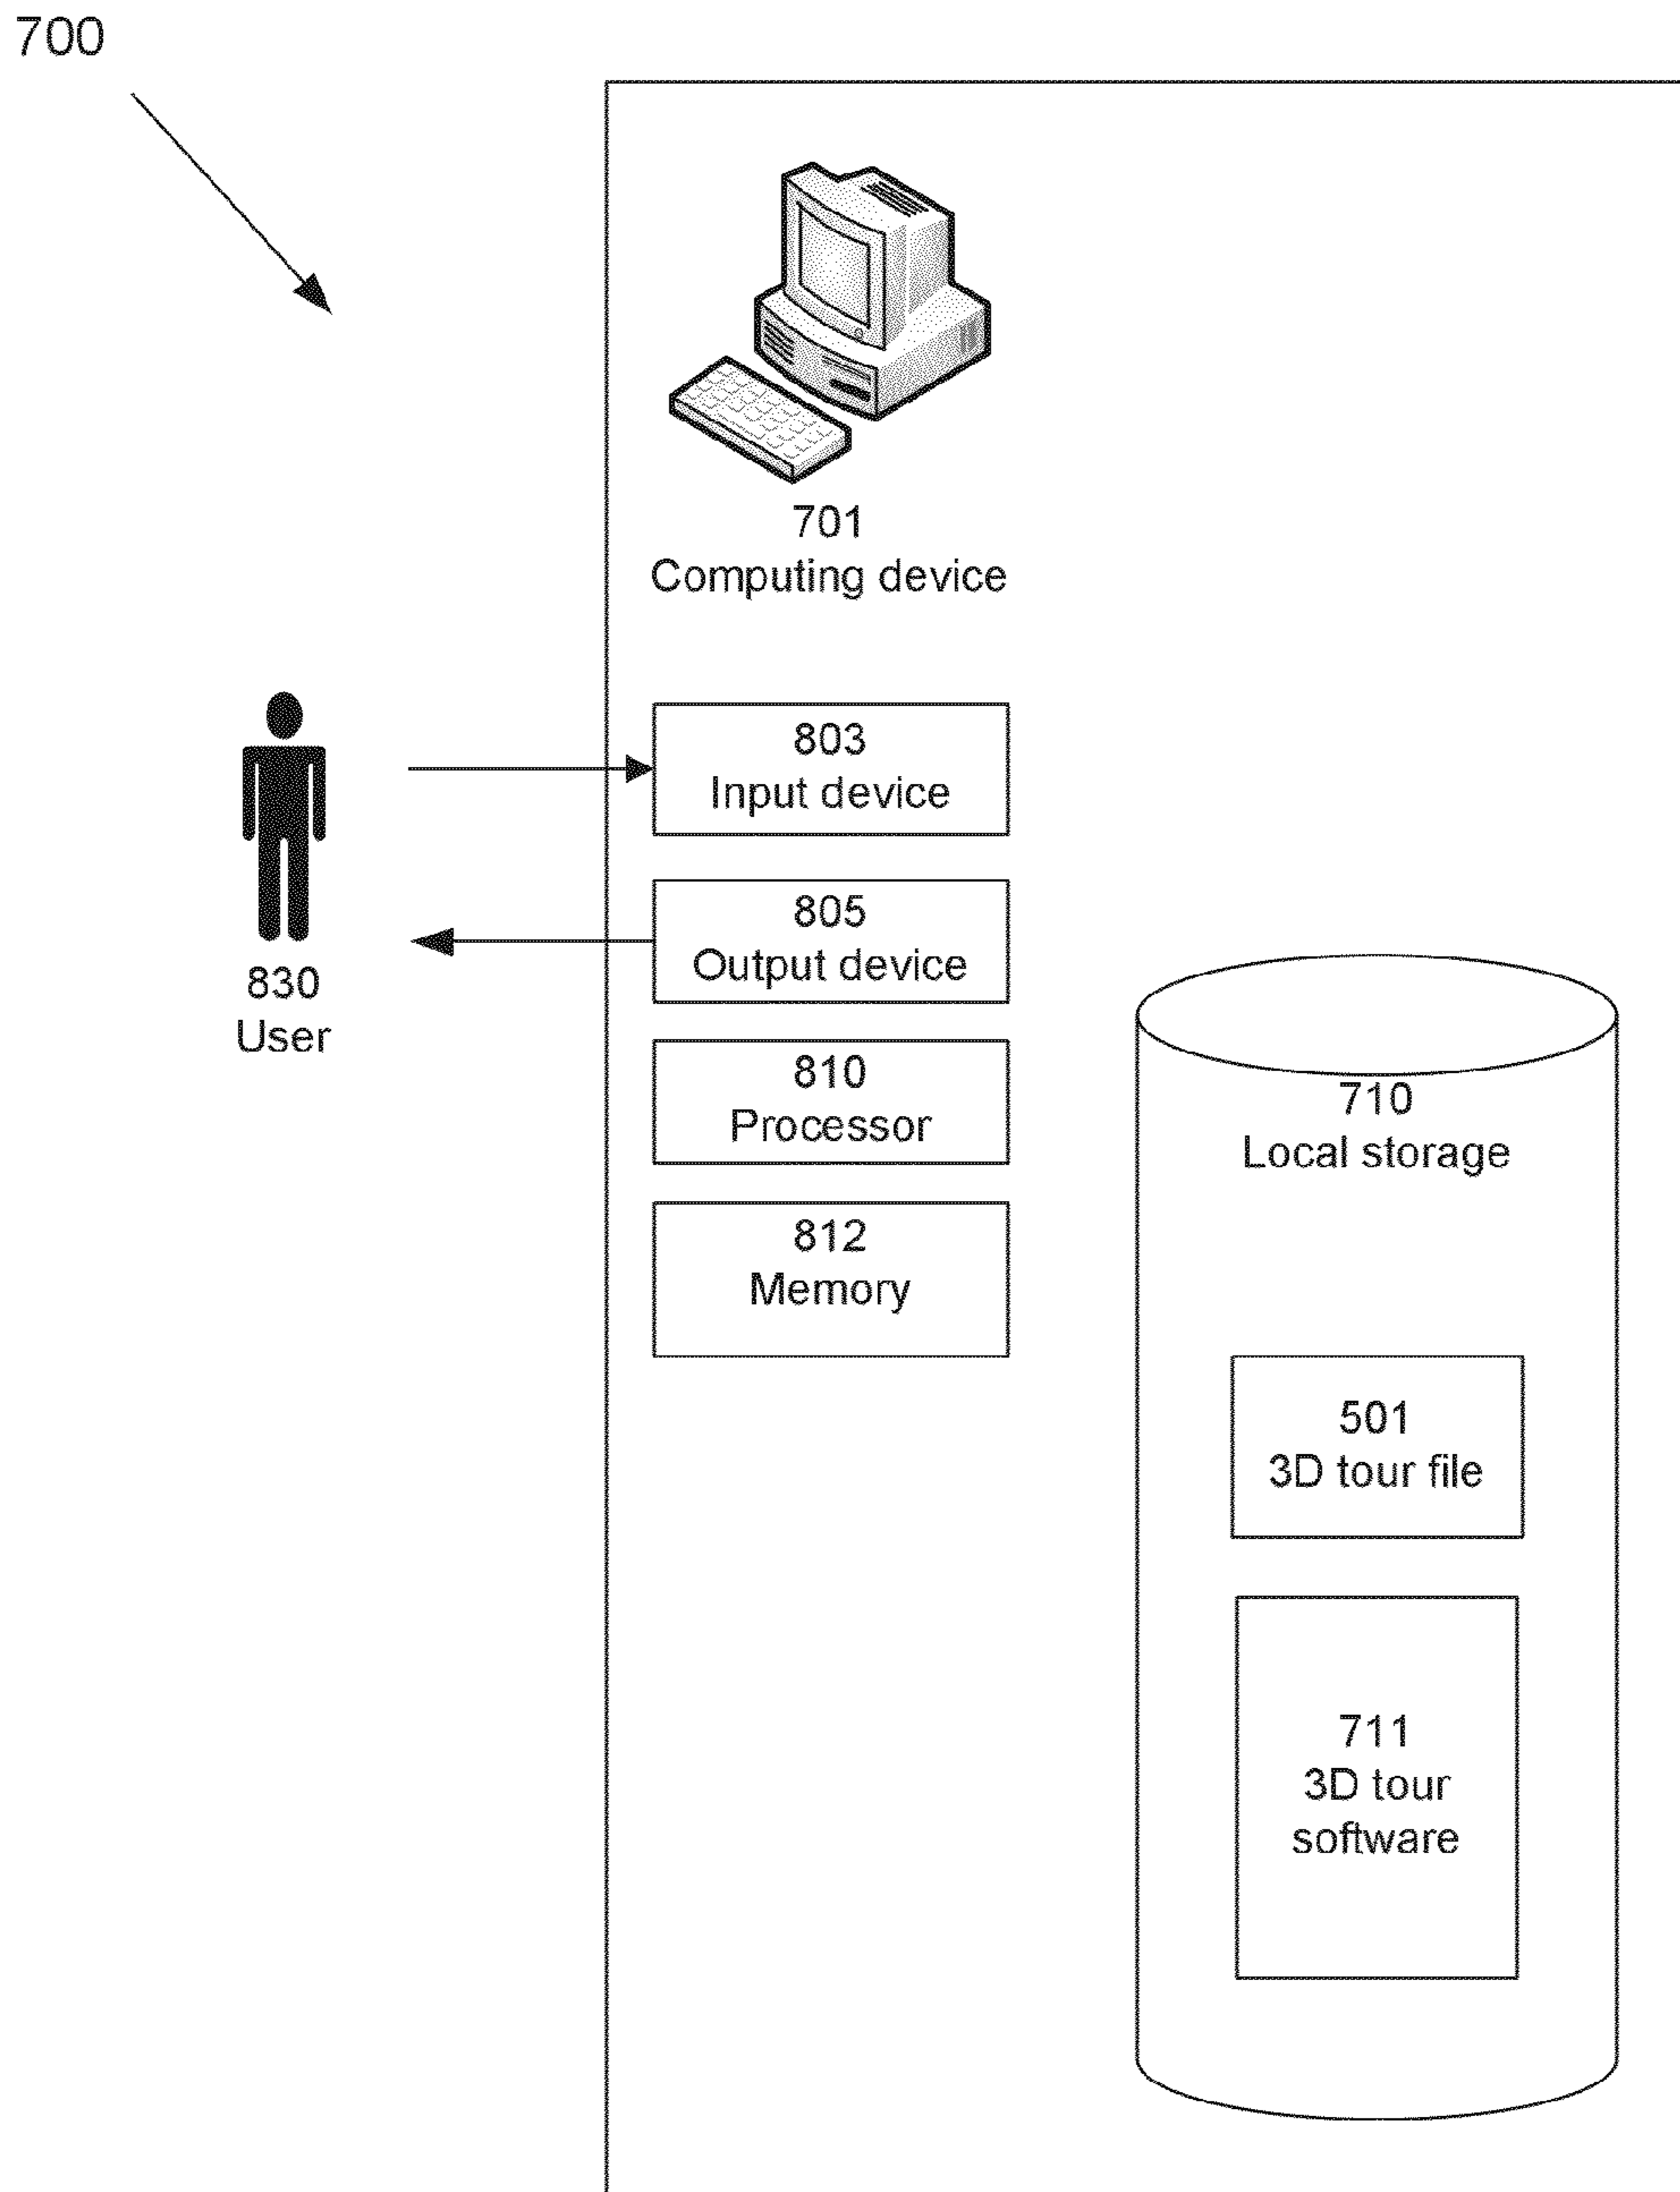 700
701
Computing device
803
Input device
805
Output device
830
User
810
Processor
812
Memory
710
Local storage
501
3D tour file
711
3D tour
software